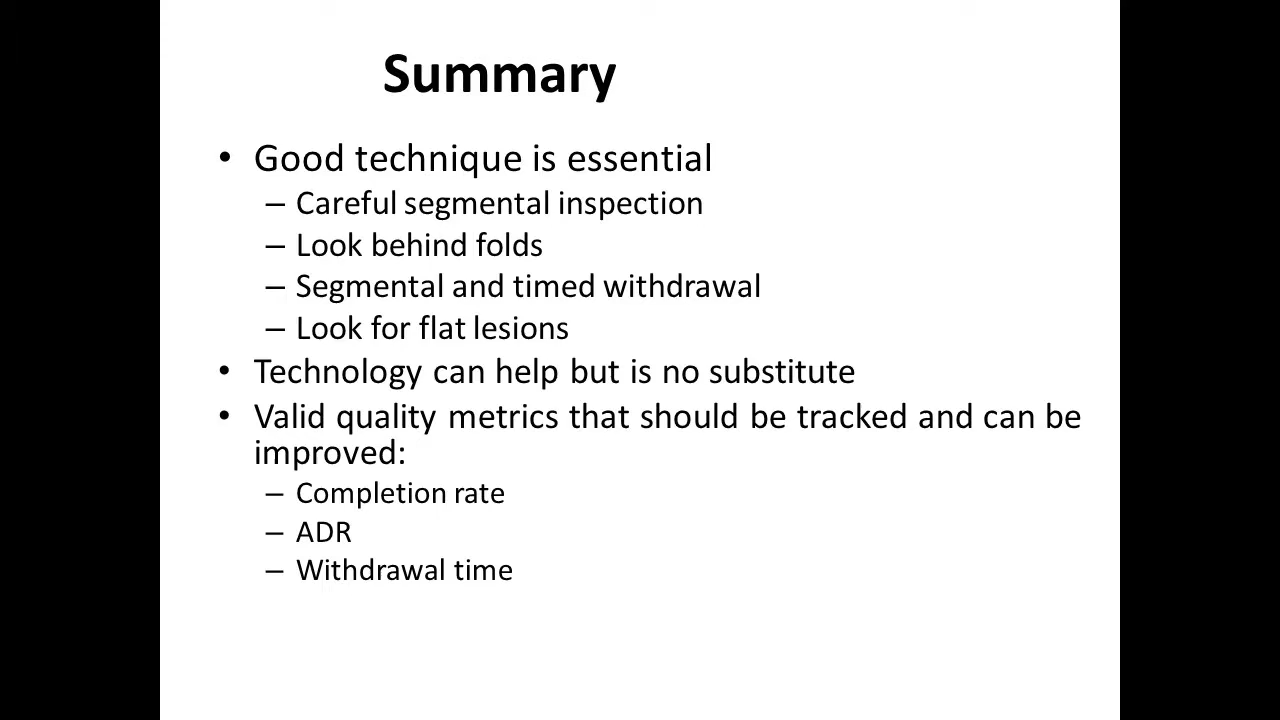 Summary
• Good technique is essential
– Careful segmental inspection
– Look behind folds
– Segmental and timed withdrawal
– Look for flat lesions
• Technology can help but is no substitute
• Valid quality metrics that should be tracked and can be
improved:
– Completion rate
– ADR
– Withdrawal time